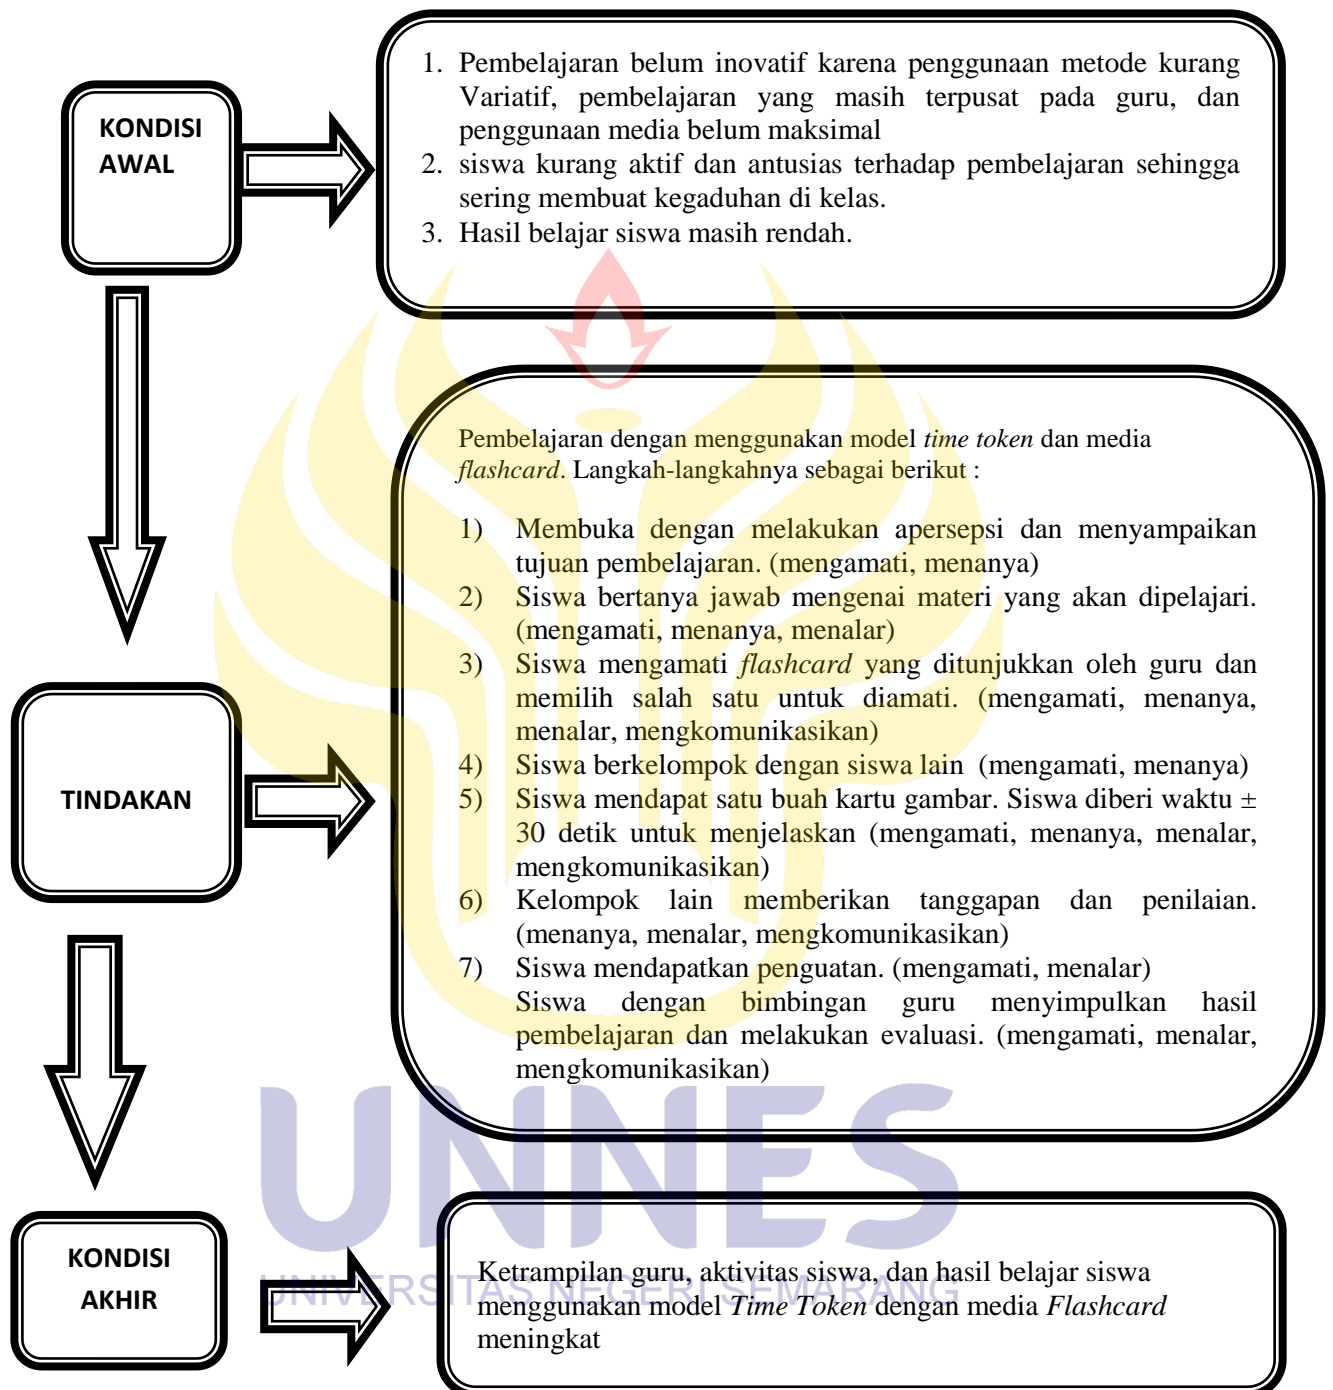 KONDISI
AWAL
1. Pembelajaran belum inovatif karena penggunaan metode kurang
Variatif, pembelajaran yang masih terpusat pada guru, dan
penggunaan media belum maksimal
2. siswa kurang aktif dan antusias terhadap pembelajaran sehingga
sering membuat kegaduhan di kelas.
3. Hasil belajar siswa masih rendah.
TINDAKAN
Pembelajaran dengan menggunakan model time token dan media
flashcard. Langkah-langkahnya sebagai berikut :
1) Membuka dengan melakukan apersepsi dan menyampaikan
tujuan pembelajaran. (mengamati, menanya)
2) Siswa bertanya jawab mengenai materi yang akan dipelajari.
(mengamati, menanya, menalar)
3) Siswa mengamati flashcard yang ditunjukkan oleh guru dan
memilih salah satu untuk diamati. (mengamati, menanya,
menalar, mengkomunikasikan)
4) Siswa berkelompok dengan siswa lain (mengamati, menanya)
5) Siswa mendapat satu buah kartu gambar. Siswa diberi waktu ±
30 detik untuk menjelaskan (mengamati, menanya, menalar,
mengkomunikasikan)
6) Kelompok lain memberikan tanggapan dan penilaian.
(menanya, menalar, mengkomunikasikan)
7) Siswa mendapatkan penguatan. (mengamati, menalar)
Siswa dengan bimbingan guru menyimpulkan hasil
pembelajaran dan melakukan evaluasi. (mengamati, menalar,
mengkomunikasikan)
UNNES
UNIVERSITAS NEGERI SEMARANG
KONDISI
AKHIR
Ketrampilan guru, aktivitas siswa, dan hasil belajar siswa
menggunakan model Time Token dengan media Flashcard
meningkat